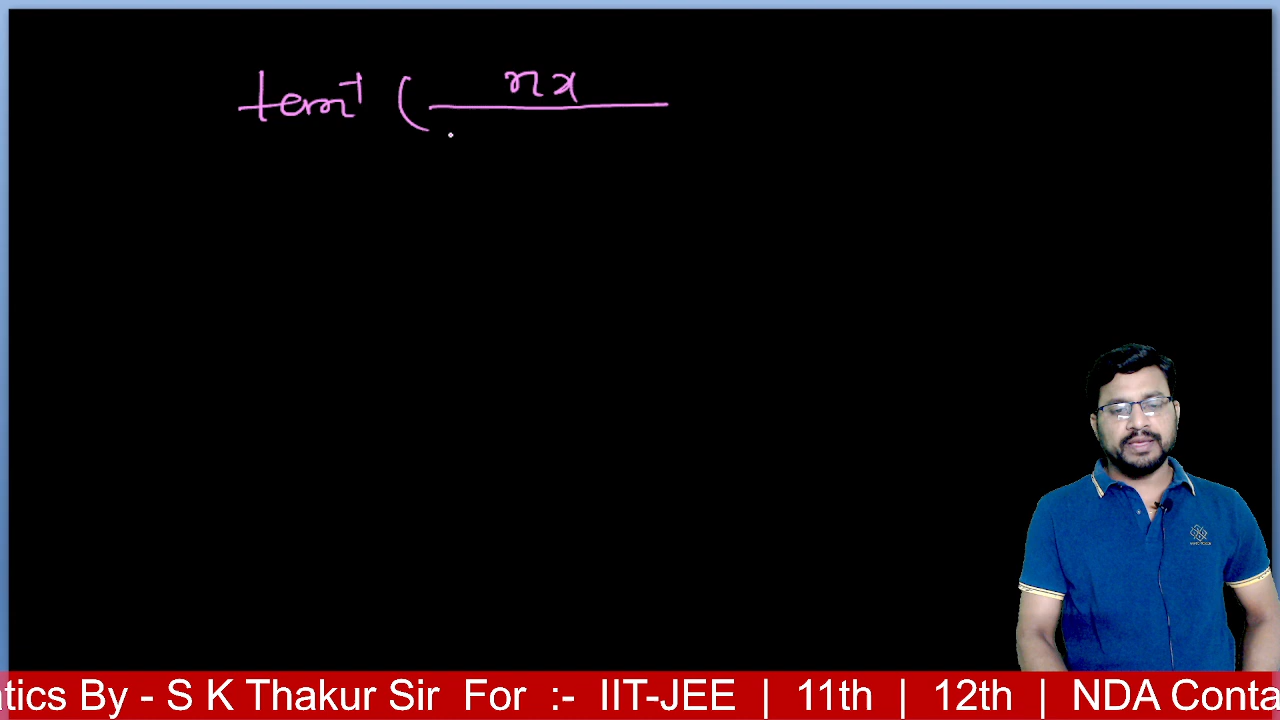 tan⁻¹ ( nx
tics By - S K Thakur Sir For :- IIT-JEE | 11th | 12th | NDA Conta